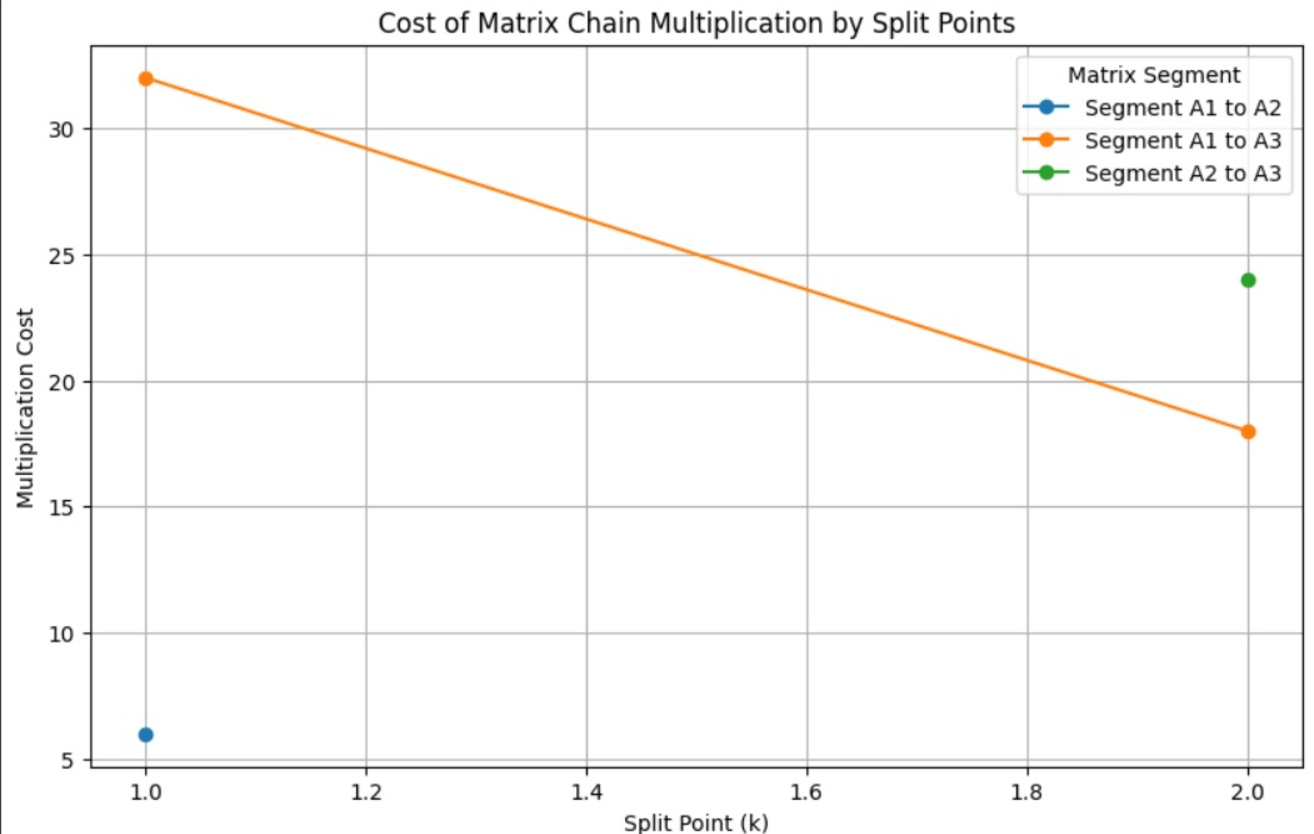 Cost of Matrix Chain Multiplication by Split Points
Matrix Segment
Segment A1 to A2
Segment A1 to A3
Segment A2 to A3
Multiplication Cost
30
25
20
15
10
5
1.0 1.2 1.4 1.6 1.8 2.0
Split Point (k)